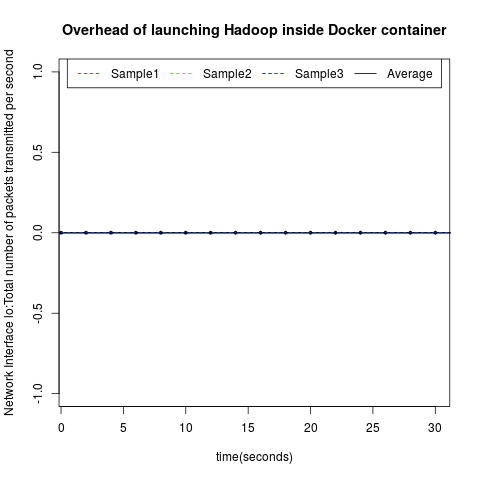 Overhead of launching Hadoop inside Docker container
Sample1 Sample2 Sample3 Average
Network Interface lo:Total number of packets transmitted per second
1.0
0.5
0.0
-0.5
-1.0
0 5 10 15 20 25 30
time(seconds)